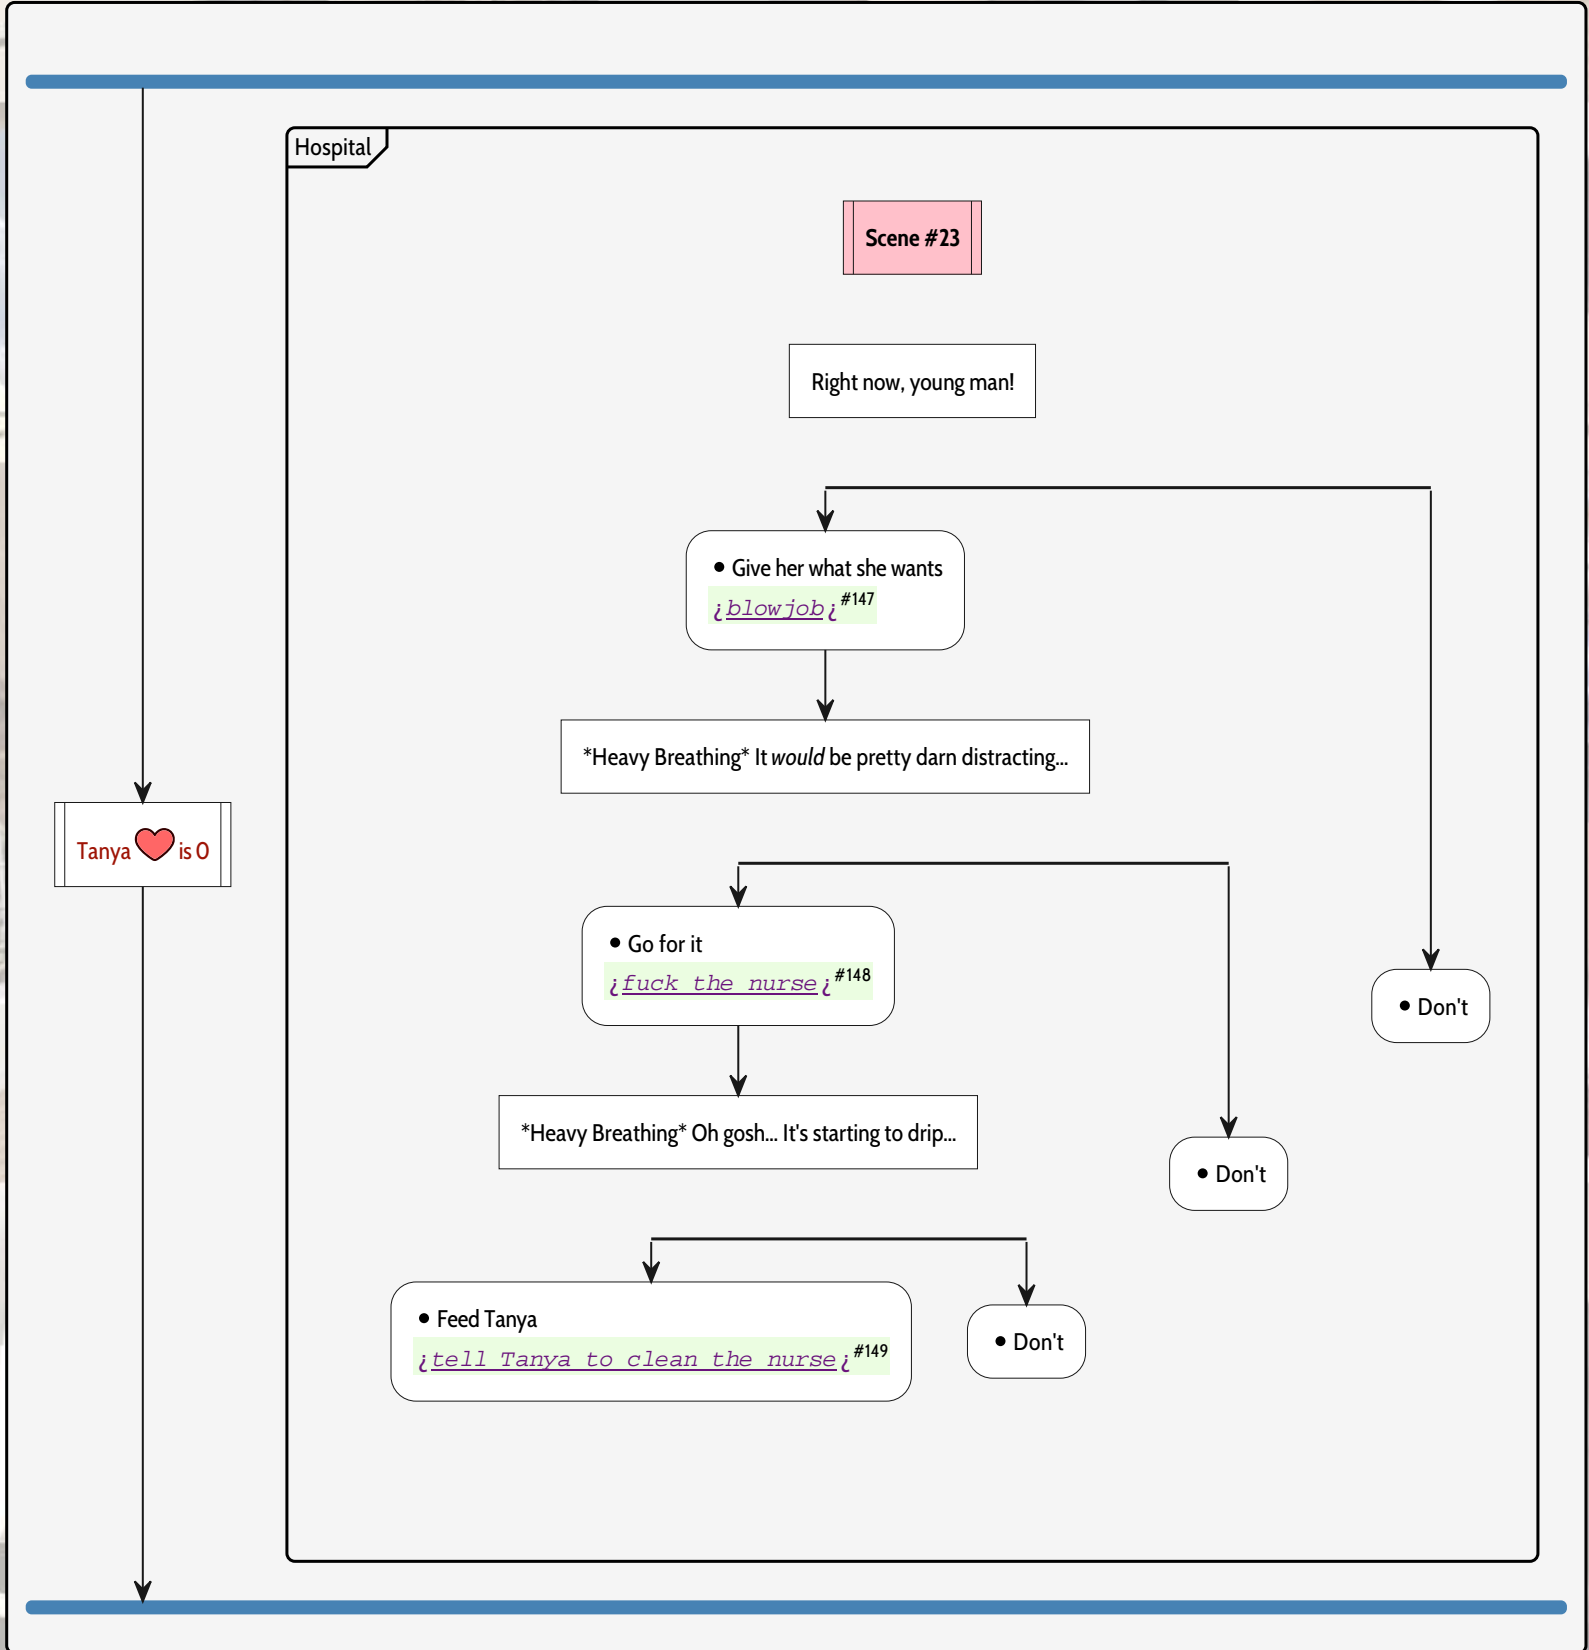 Hospital
Scene #23
Right now, young man!
• Give her what she wants
¿blowjob¿#147
*Heavy Breathing* It would be pretty darn distracting...
Tanya is 0
• Go for it
¿fuck the nurse¿#148
• Don't
*Heavy Breathing* Oh gosh... It's starting to drip...
• Don't
• Feed Tanya
¿tell Tanya to clean the nurse¿#149
• Don't